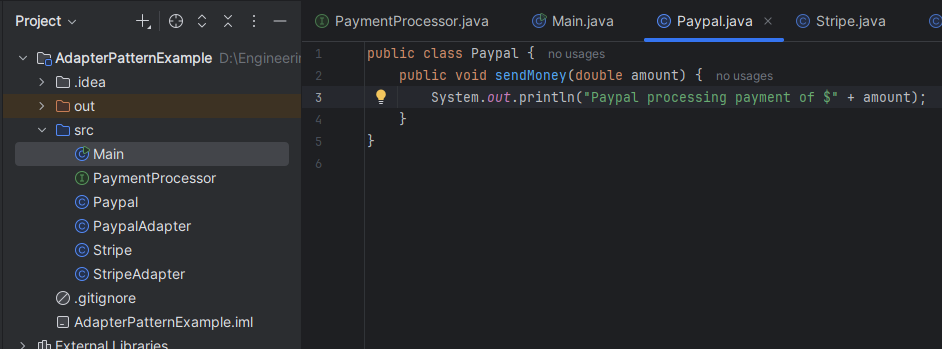 Project
AdapterPatternExample D:\Engineerin
.idea
out
src
Main
PaymentProcessor
Paypal
PaypalAdapter
Stripe
StripeAdapter
.gitignore
AdapterPatternExample.iml
External Libraries
PaymentProcessor.java Main.java Paypal.java Stripe.java
1 public class Paypal { no usages
2 public void sendMoney(double amount) { no usages
3 System.out.println("Paypal processing payment of $" + amount);
4 }
5 }
6